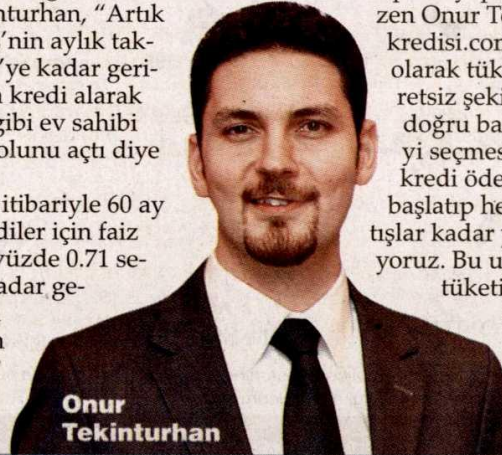 nturhan, “Artık
’nin aylık tak-
’ye kadar geri-
kredi alarak
gibi ev sahibi
olunu açtı diye
itibariyle 60 ay
diler için faiz
yüzde 0.71 se-
adar ge-
zen Onur Te
kredisi.com
olarak tük
retsiz şeki
doğru ba
yi seçmes
kredi öde
başlatıp he
tışlar kadar
yoruz. Bu u
tüketi
Onur
Tekinturhan